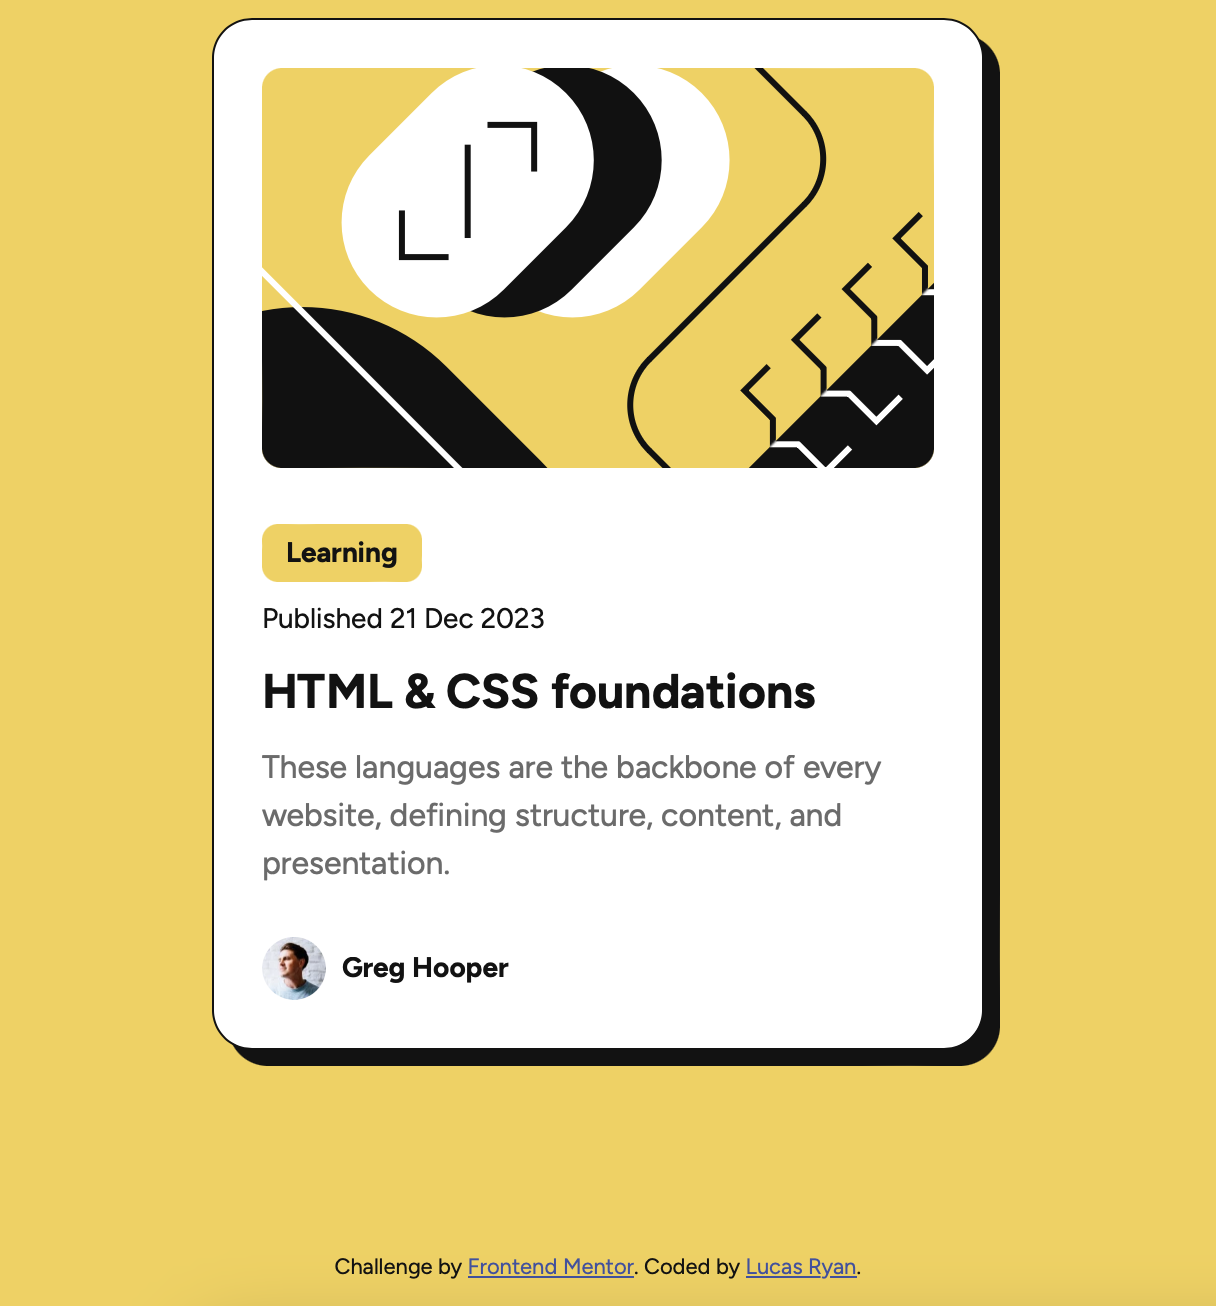 Learning
Published 21 Dec 2023
HTML & CSS foundations
These languages are the backbone of every
website, defining structure, content, and
presentation.
Greg Hooper
Challenge by Frontend Mentor. Coded by Lucas Ryan.